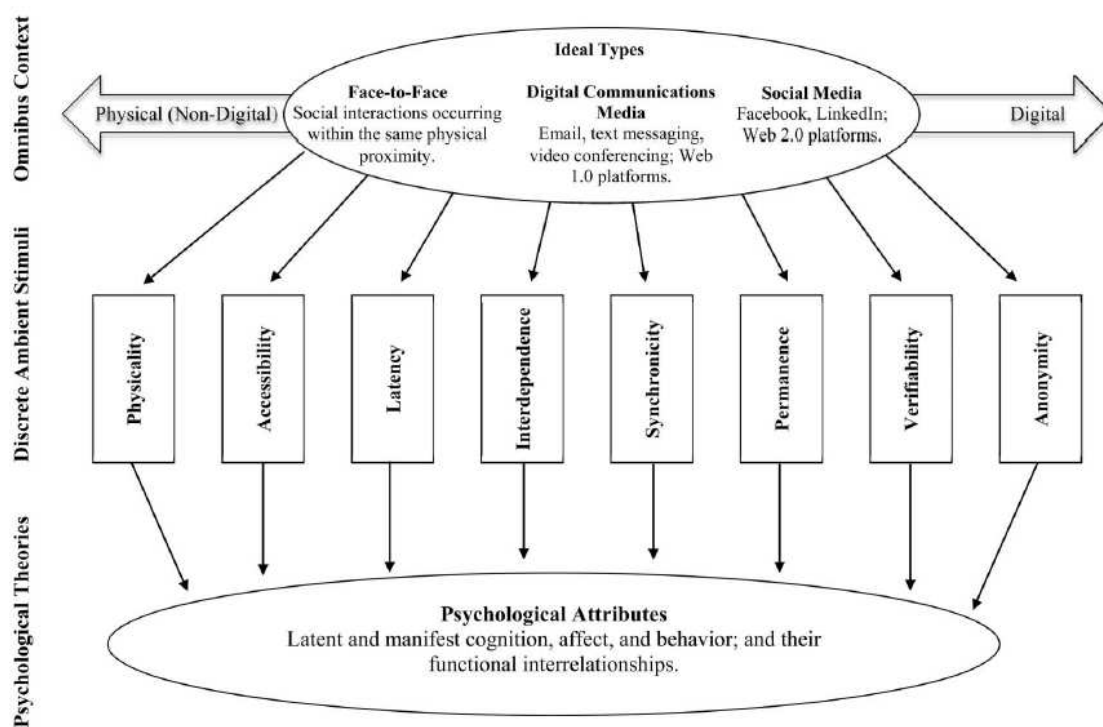 Omnibus Context
Ideal Types
Physical (Non-Digital)
Face-to-Face
Social interactions occurring
within the same physical
proximity.
Digital Communications
Media
Email, text messaging,
video conferencing; Web
1.0 platforms.
Social Media
Facebook, LinkedIn;
Web 2.0 platforms.
Digital
Discrete Ambient Stimuli
Physicality
Accessibility
Latency
Interdependence
Synchronicity
Permanence
Verifiability
Anonymity
Psychological Theories
Psychological Attributes
Latent and manifest cognition, affect, and behavior; and their
functional interrelationships.